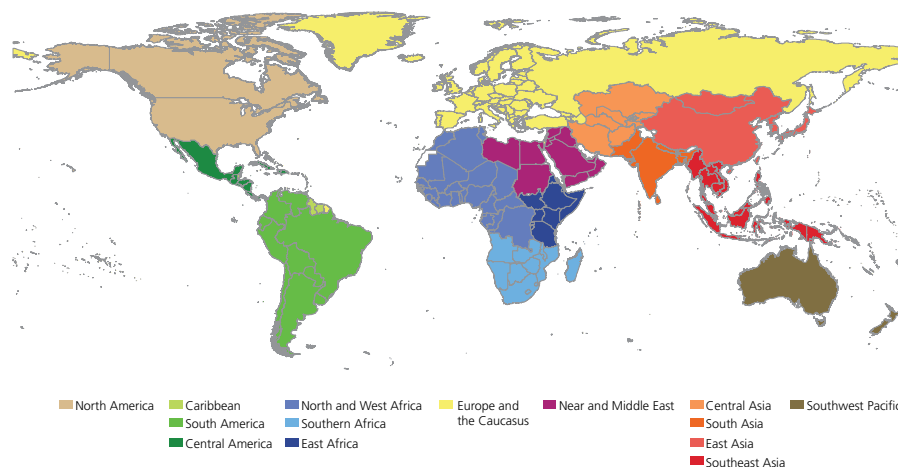 North America
Caribbean
South America
Central America
North and West Africa
Southern Africa
East Africa
Europe and
the Caucasus
Near and Middle East
Central Asia
South Asia
East Asia
Southeast Asia
Southwest Pacific